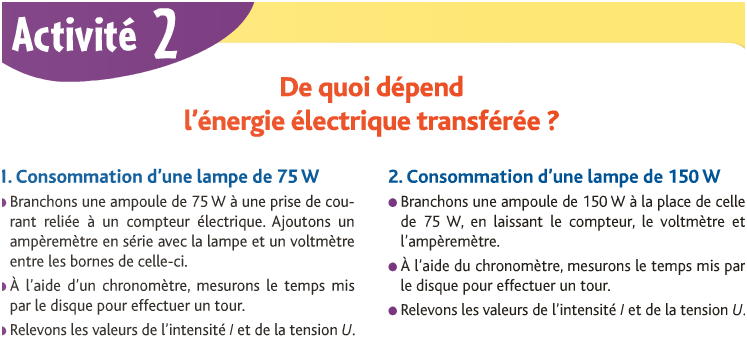 Activité 2
De quoi dépend
l'énergie électrique transférée ?
1. Consommation d'une lampe de 75 W
Branchons une ampoule de 75 W à une prise de cou-
rant reliée à un compteur électrique. Ajoutons un
ampèremètre en série avec la lampe et un voltmètre
entre les bornes de celle-ci.
À l'aide d'un chronomètre, mesurons le temps mis
par le disque pour effectuer un tour.
Relevons les valeurs de l'intensité I et de la tension U.
2. Consommation d'une lampe de 150 W
Branchons une ampoule de 150 W à la place de celle
de 75 W, en laissant le compteur, le voltmètre et
l'ampèremètre.
À l'aide du chronomètre, mesurons le temps mis par
le disque pour effectuer un tour.
Relevons les valeurs de l'intensité I et de la tension U.